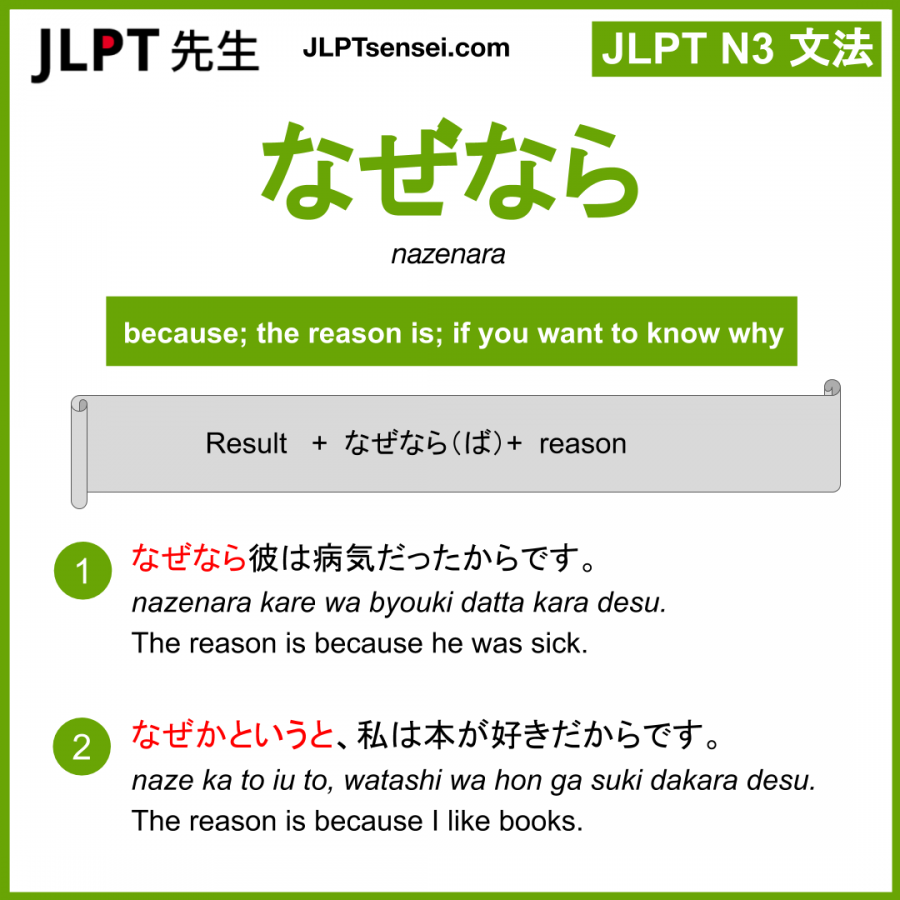 JLPT 先生
JLPTsensei.com
JLPT N3 文法
なぜなら
nazenara
because; the reason is; if you want to know why
Result + なぜなら（ば）+ reason
1
なぜなら彼は病気だったからです。
nazenara kare wa byouki datta kara desu.
The reason is because he was sick.
2
なぜかというと、私は本が好きだからです。
naze ka to iu to, watashi wa hon ga suki dakara desu.
The reason is because I like books.